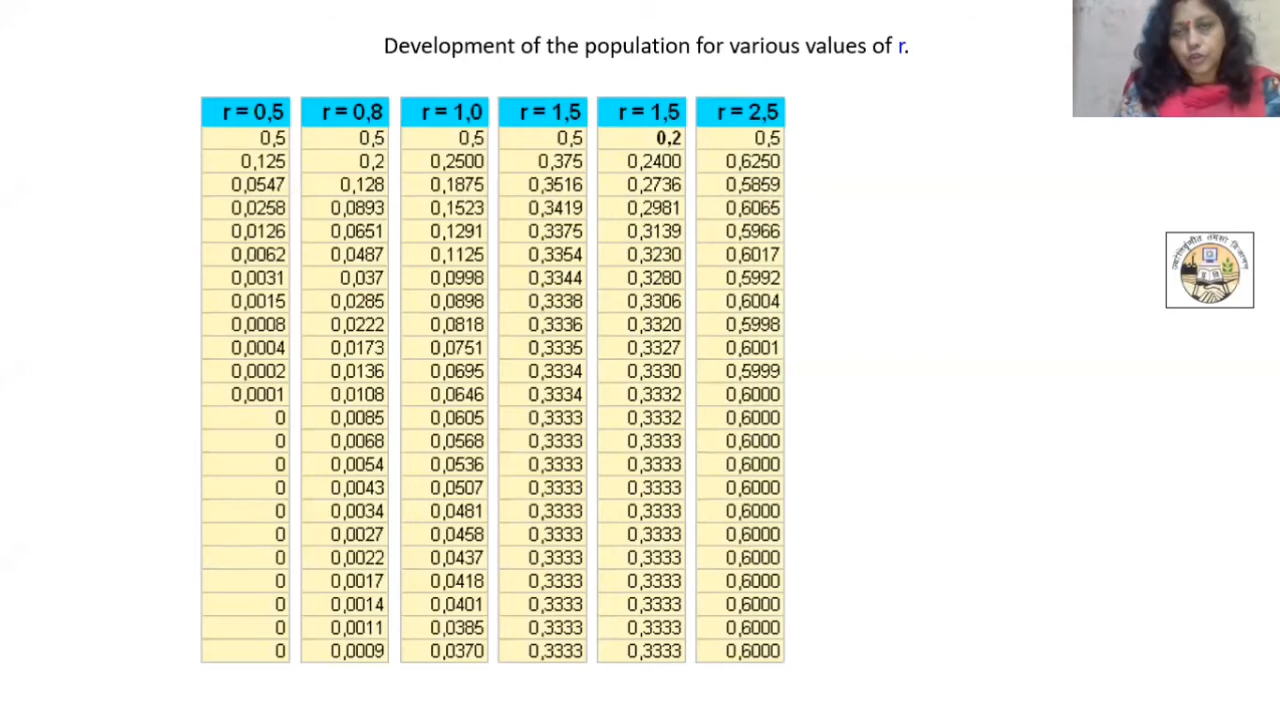 Development of the population for various values of r.
r = 0,5 r = 0,8 r = 1,0 r = 1,5 r = 1,5 r = 2,5
0,5 0,5 0,5 0,5 0,2 0,5
0,125 0,2 0,2500 0,375 0,2400 0,6250
0,0547 0,128 0,1875 0,3516 0,2736 0,5859
0,0258 0,0893 0,1523 0,3419 0,2981 0,6065
0,0126 0,0651 0,1291 0,3375 0,3139 0,5966
0,0062 0,0487 0,1125 0,3354 0,3230 0,6017
0,0031 0,037 0,0998 0,3344 0,3280 0,5992
0,0015 0,0285 0,0898 0,3338 0,3306 0,6004
0,0008 0,0222 0,0818 0,3336 0,3320 0,5998
0,0004 0,0173 0,0751 0,3335 0,3327 0,6001
0,0002 0,0136 0,0695 0,3334 0,3330 0,5999
0,0001 0,0108 0,0646 0,3334 0,3332 0,6000
0 0,0085 0,0605 0,3333 0,3332 0,6000
0 0,0068 0,0568 0,3333 0,3333 0,6000
0 0,0054 0,0536 0,3333 0,3333 0,6000
0 0,0043 0,0507 0,3333 0,3333 0,6000
0 0,0034 0,0481 0,3333 0,3333 0,6000
0 0,0027 0,0458 0,3333 0,3333 0,6000
0 0,0022 0,0437 0,3333 0,3333 0,6000
0 0,0017 0,0418 0,3333 0,3333 0,6000
0 0,0014 0,0401 0,3333 0,3333 0,6000
0 0,0011 0,0385 0,3333 0,3333 0,6000
0 0,0009 0,0370 0,3333 0,3333 0,6000